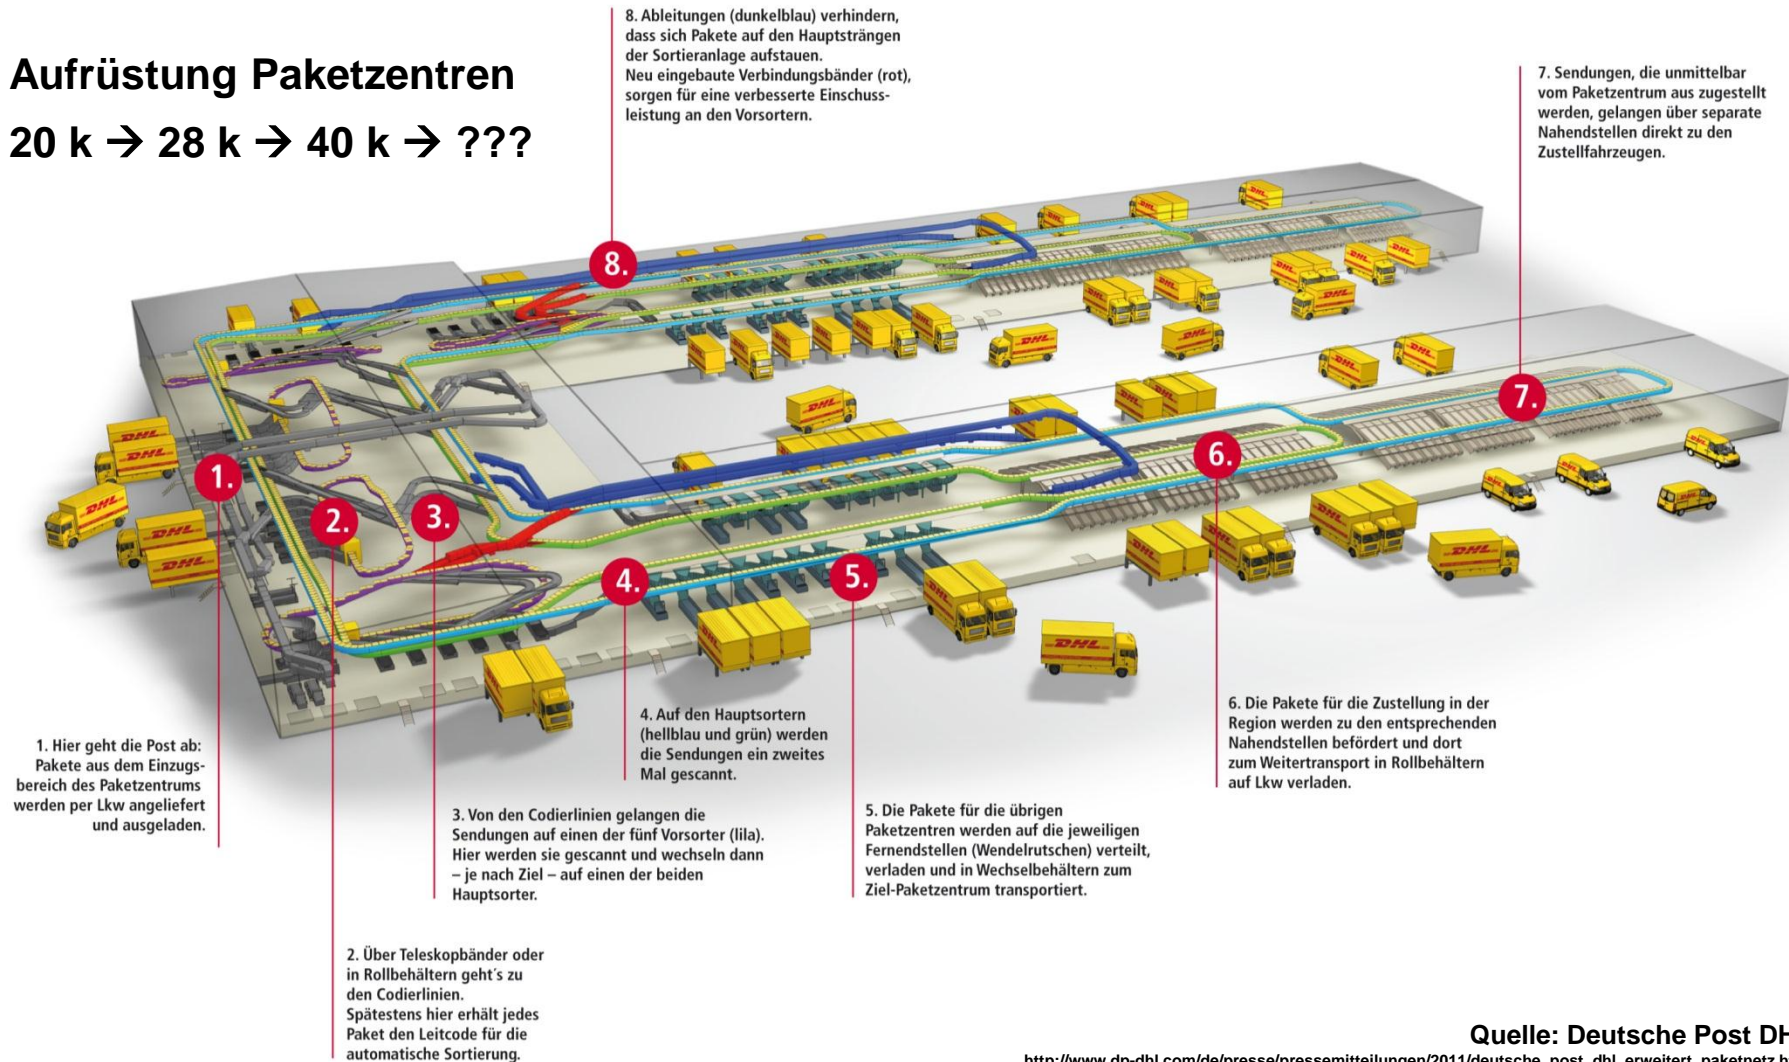 Aufrüstung Paketzentren
20 k → 28 k → 40 k → ???
8. Ableitungen (dunkelblau) verhindern,
dass sich Pakete auf den Hauptsträngen
der Sortieranlage aufstauen.
Neu eingebaute Verbindungsbänder (rot),
sorgen für eine verbesserte Einschuss-
leistung an den Vorsortern.
7. Sendungen, die unmittelbar
vom Paketzentrum aus zugestellt
werden, gelangen über separate
Nahendstellen direkt zu den
Zustellfahrzeugen.
8.
7.
6.
1.
2.
3.
4.
5.
DHL
1. Hier geht die Post ab:
Pakete aus dem Einzugs-
bereich des Paketzentrums
werden per Lkw angeliefert
und ausgeladen.
2. Über Teleskopbänder oder
in Rollbehältern geht´s zu
den Codierlinien.
Spätestens hier erhält jedes
Paket den Leitcode für die
automatische Sortierung.
3. Von den Codierlinien gelangen die
Sendungen auf einen der fünf Vorsorter (lila).
Hier werden sie gescannt und wechseln dann
– je nach Ziel – auf einen der beiden
Hauptsorter.
4. Auf den Hauptsortern
(hellblau und grün) werden
die Sendungen ein zweites
Mal gescannt.
5. Die Pakete für die übrigen
Paketzentren werden auf die jeweiligen
Fernendstellen (Wendelrutschen) verteilt,
verladen und in Wechselbehältern zum
Ziel-Paketzentrum transportiert.
6. Die Pakete für die Zustellung in der
Region werden zu den entsprechenden
Nahendstellen befördert und dort
zum Weitertransport in Rollbehältern
auf Lkw verladen.
Quelle: Deutsche Post DH